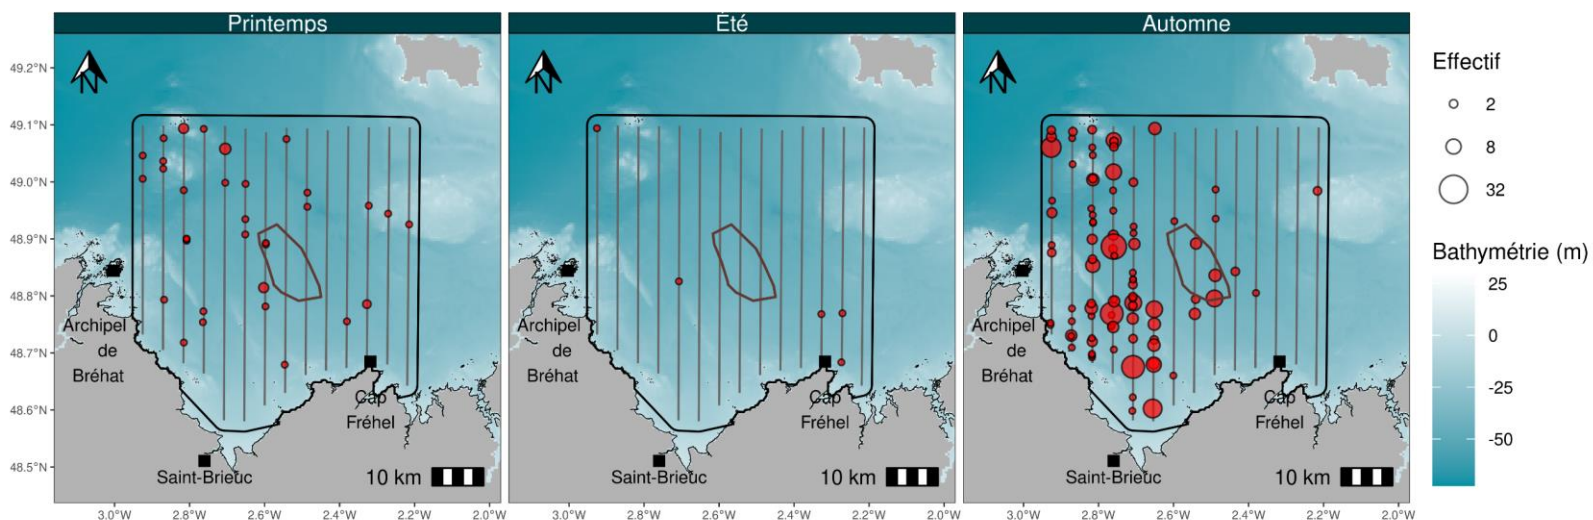 Printemps
Été
Automne
49.2°N
49.1°N
49.0°N
48.9°N
48.8°N
48.7°N
48.6°N
48.5°N
N
Archipel
de
Bréhat
Cap
Fréhel
Saint-Brieuc
10 km
3.0°W
2.8°W
2.6°W
2.4°W
2.2°W
2.0°W
N
Archipel
de
Bréhat
Cap
Fréhel
Saint-Brieuc
10 km
3.0°W
2.8°W
2.6°W
2.4°W
2.2°W
2.0°W
N
Archipel
de
Bréhat
Cap
Fréhel
Saint-Brieuc
10 km
3.0°W
2.8°W
2.6°W
2.4°W
2.2°W
2.0°W
Effectif
2
8
32
Bathymétrie (m)
25
0
-25
-50